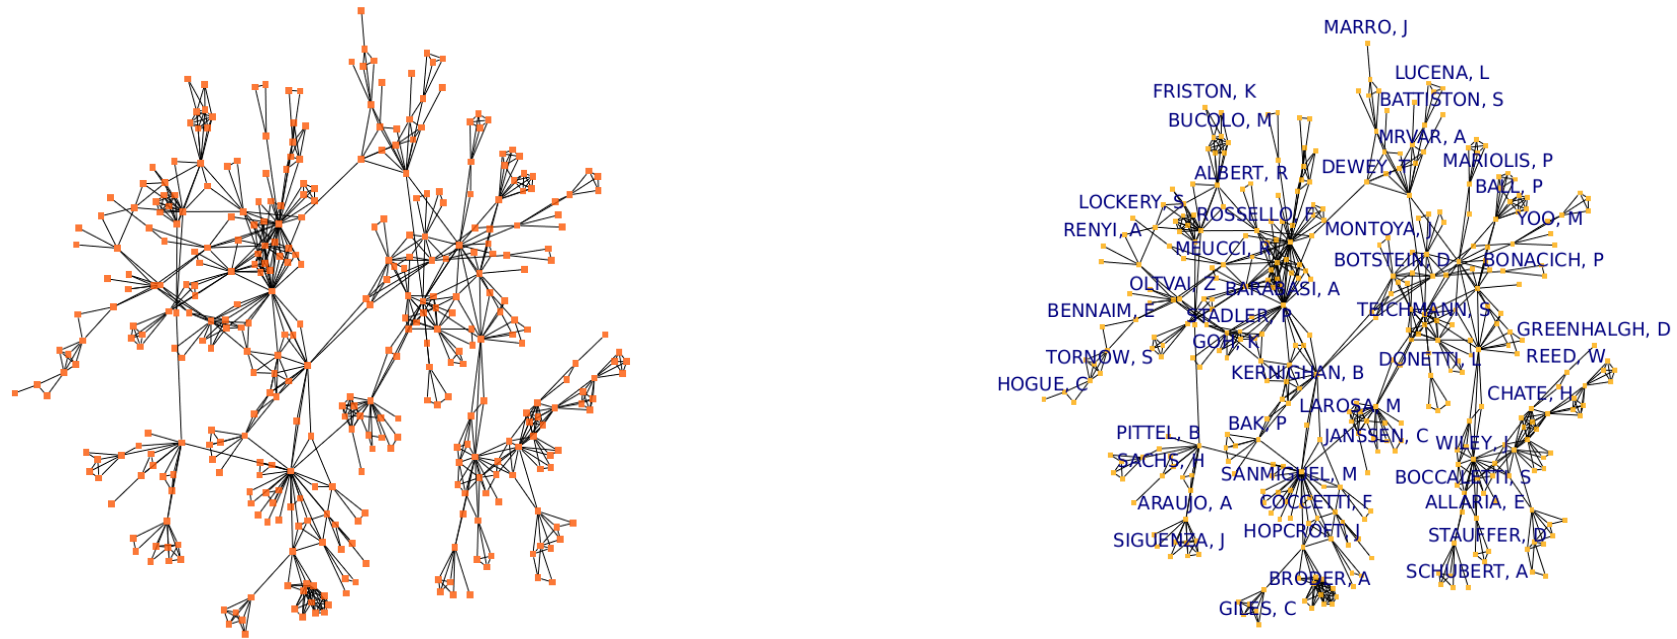 MARRO, J
LUCENA, L
FRISTON, K
BATTISTON, S
BUCOLO, M
MRVAR, A
MARIOLIS, P
ALBERT, R
DEWEY, T
BALL, P
LOCKERY, S
ROSSELLO, F
YOO, M
RENYI, A
MONTOYA, J
MEUCCI, R
BOTSTEIN, D
BONACICH, P
OLTVAI, Z
BARABASI, A
BENNAIM, E
STADLER, P
TEICHMANN, S
GREENHALGH, D
GOH, K
TORNOW, S
DONETTI, L
REED, W
HOGUE, C
KERNIGHAN, B
CHATE, H
LAROSA, M
BAK, P
PITTEL, B
JANSSEN, C
WILEY, J
SACHS, H
SANMIGUEL, M
BOCCALETTI, S
ARAUJO, A
COCCETTI, F
ALLARIA, E
HOPCROFT, J
STAUFFER, D
SIGUENZA, J
SCHUBERT, A
BRODER, A
GILES, C